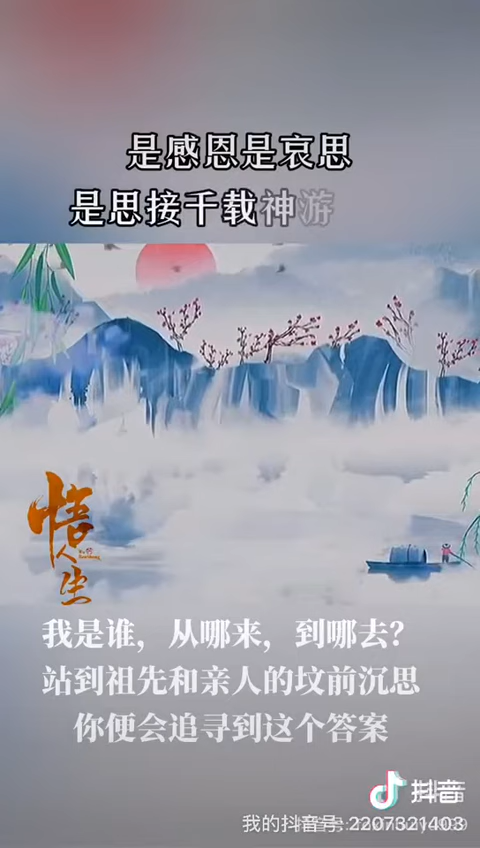 是感恩是哀思
是思接千载神游
悟人生
我是谁，从哪来，到哪去？
站到祖先和亲人的坟前沉思
你便会追寻到这个答案
抖音
我的抖音号:2207321403